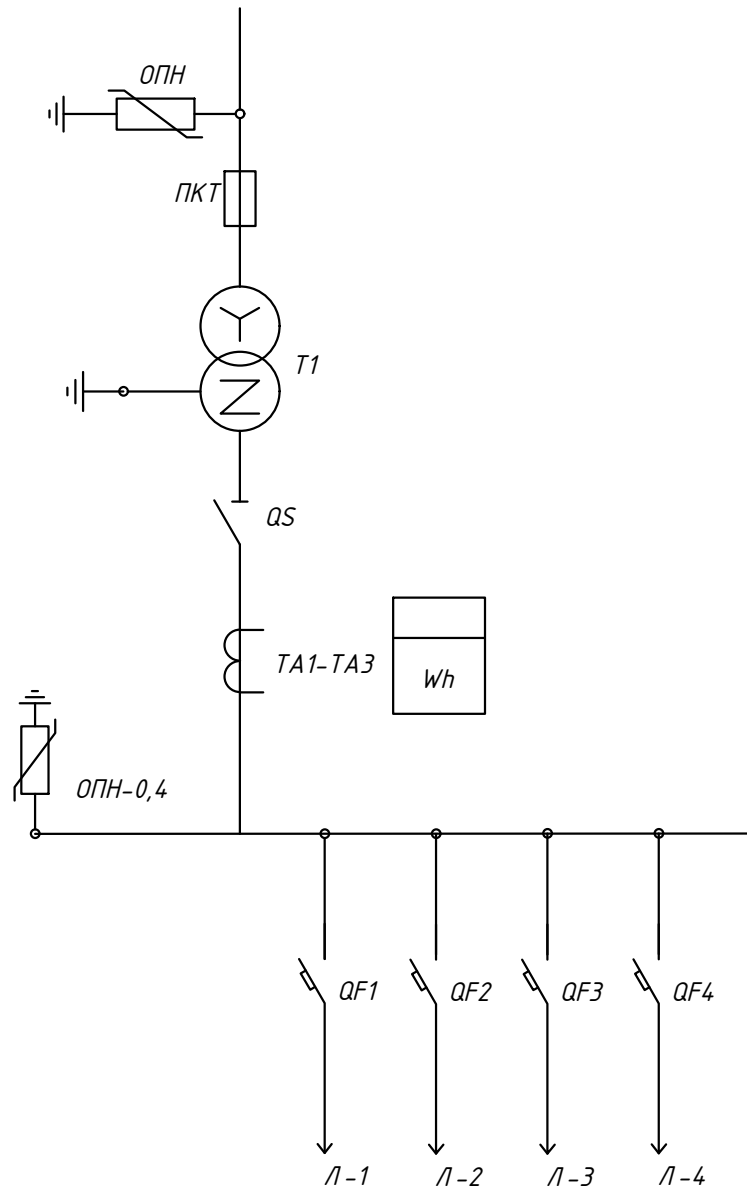 ОПН
ПКТ
Т1
QS
ТА1-ТА3
Wh
ОПН-0,4
QF1
QF2
QF3
QF4
Л-1
Л-2
Л-3
Л-4